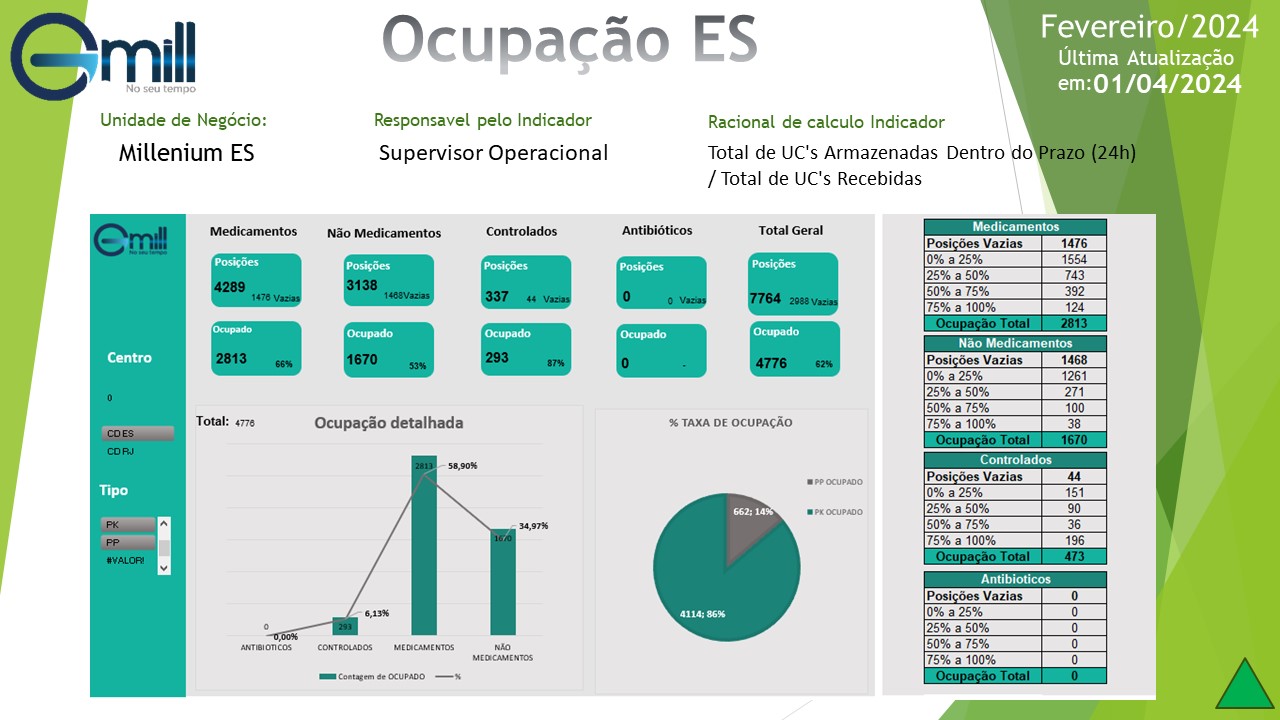 Gmill
No seu tempo
Ocupação ES
Fevereiro/2024
Última Atualização
em:01/04/2024
Unidade de Negócio:
Millenium ES
Responsavel pelo Indicador
Supervisor Operacional
Racional de calculo Indicador
Total de UC's Armazenadas Dentro do Prazo (24h)
/ Total de UC's Recebidas
Gmill
No seu tempo
Centro
0
CD ES
CD RJ
Tipo
PK
PP
#VALOR!
Medicamentos
Posições
4289 1476 Vazias
Ocupado
2813 66%
Não Medicamentos
Posições
3138 1468Vazias
Ocupado
1670 53%
Controlados
Posições
337 44 Vazias
Ocupado
293 87%
Antibióticos
Posições
0 0 Vazias
Ocupado
0 -
Total Geral
Posições
7764 2988 Vazias
Ocupado
4776 62%
Total: 4776
Ocupação detalhada
2813 58,90%
34,97%
1670
6,13%
293
0
0,00%
ANTIBIOTICOS CONTROLADOS MEDICAMENTOS NÃO
MEDICAMENTOS
Contagem de OCUPADO %
% TAXA DE OCUPAÇÃO
PP OCUPADO
PK OCUPADO
662; 14%
4114; 86%
Medicamentos
Posições Vazias 1476
0% a 25% 1554
25% a 50% 743
50% a 75% 392
75% a 100% 124
Ocupação Total 2813
Não Medicamentos
Posições Vazias 1468
0% a 25% 1261
25% a 50% 271
50% a 75% 100
75% a 100% 38
Ocupação Total 1670
Controlados
Posições Vazias 44
0% a 25% 151
25% a 50% 90
50% a 75% 36
75% a 100% 196
Ocupação Total 473
Antibioticos
Posições Vazias 0
0% a 25% 0
25% a 50% 0
50% a 75% 0
75% a 100% 0
Ocupação Total 0